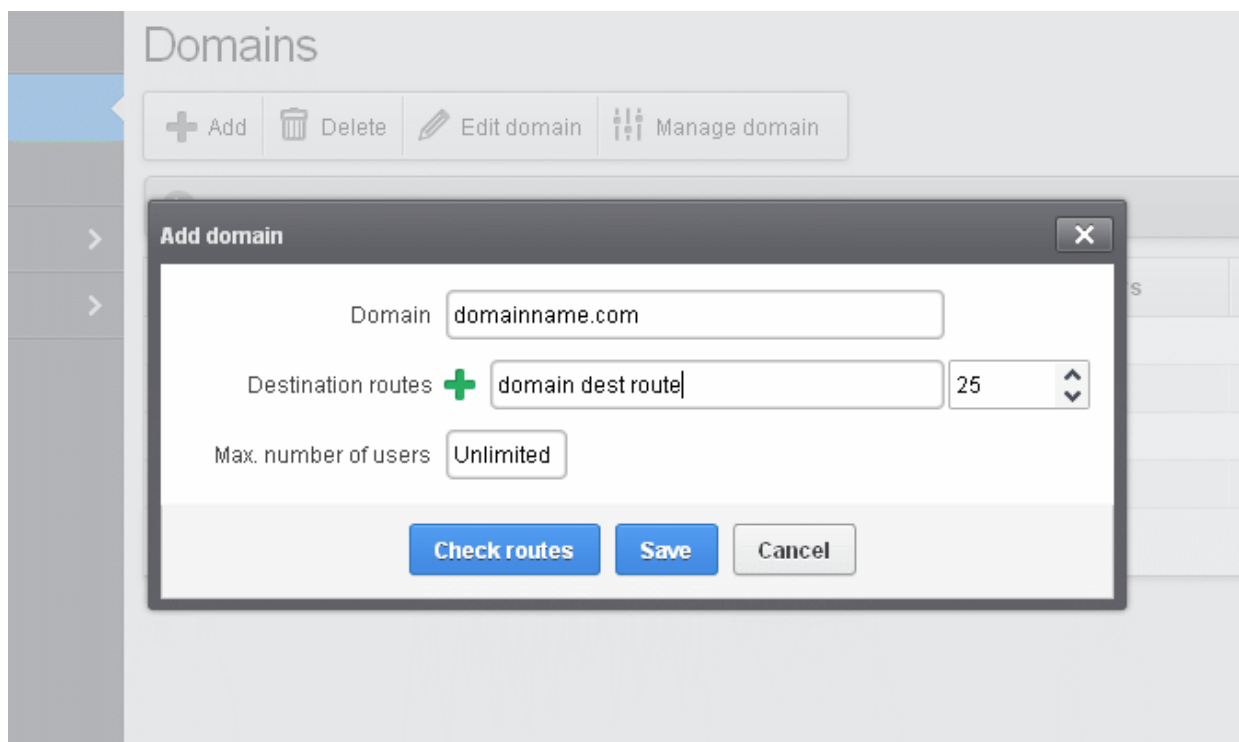 Domains
Add Delete Edit domain Manage domain
Add domain
s
Domain domainname.com
Destination routes domain dest route 25
Max. number of users Unlimited
Check routes Save Cancel